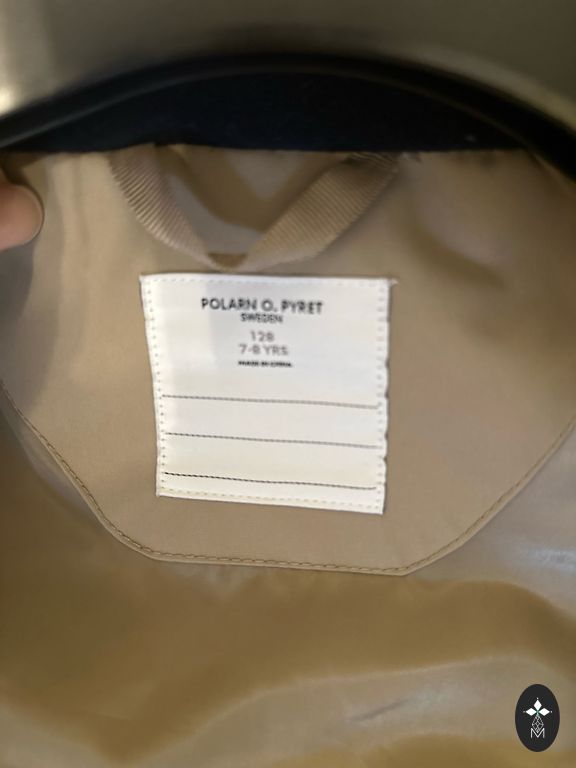 POLARN O. PYRET
SWEDEN
128
7-8 YRS
MADE IN CHINA
M